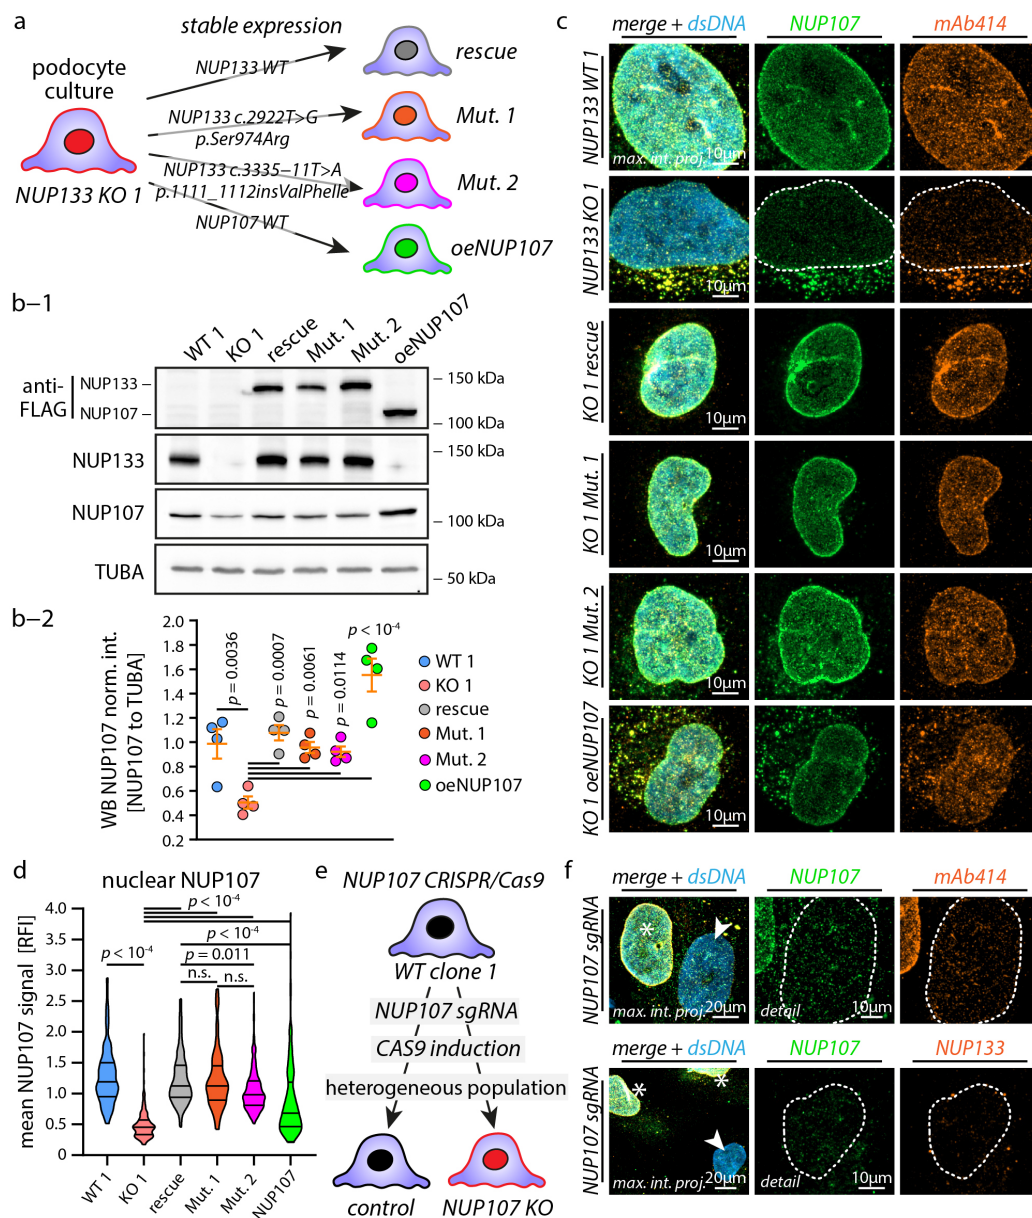 a
stable expression
podocyte
culture
NUP133 KO 1
NUP133 WT
rescue
NUP133 c.2922T>G
p.Ser974Arg
Mut. 1
NUP133 c.3335−11T>A
p.1111_1112insValPheIle
Mut. 2
NUP107 WT
oeNUP107
b−1
WT 1
KO 1
rescue
Mut. 1
Mut. 2
oeNUP107
anti-
FLAG
NUP133 –
NUP107 –
– 150 kDa
– 100 kDa
NUP133
– 150 kDa
NUP107
– 100 kDa
TUBA
– 50 kDa
b−2
WB NUP107 norm. int.
[NUP107 to TUBA]
2.0
1.8
1.6
1.4
1.2
1.0
0.8
0.6
0.4
0.2
p = 0.0036
p = 0.0007
p = 0.0061
p = 0.0114
p < 10-4
WT 1
KO 1
rescue
Mut. 1
Mut. 2
oeNUP107
c
merge + dsDNA
NUP107
mAb414
NUP133 WT 1
max. int. proj.
10μm
NUP133 KO 1
10μm
KO 1 rescue
10μm
KO 1 Mut. 1
10μm
KO 1 Mut. 2
10μm
KO 1 oeNUP107
10μm
d
nuclear NUP107
mean NUP107 signal [RFI]
4.0
3.5
3.0
2.5
2.0
1.5
1.0
0.5
0
p < 10-4
p < 10-4
p < 10-4
p = 0.011
n.s.
n.s.
WT 1
KO 1
rescue
Mut. 1
Mut. 2
NUP107
e
NUP107 CRISPR/Cas9
WT clone 1
NUP107 sgRNA
CAS9 induction
heterogeneous population
control
NUP107 KO
f
merge + dsDNA
NUP107
mAb414
NUP107 sgRNA
*
max. int. proj.
20μm
detail
10μm
10μm
merge + dsDNA
NUP107
NUP133
NUP107 sgRNA
*
*
max. int. proj.
20μm
detail
10μm
10μm